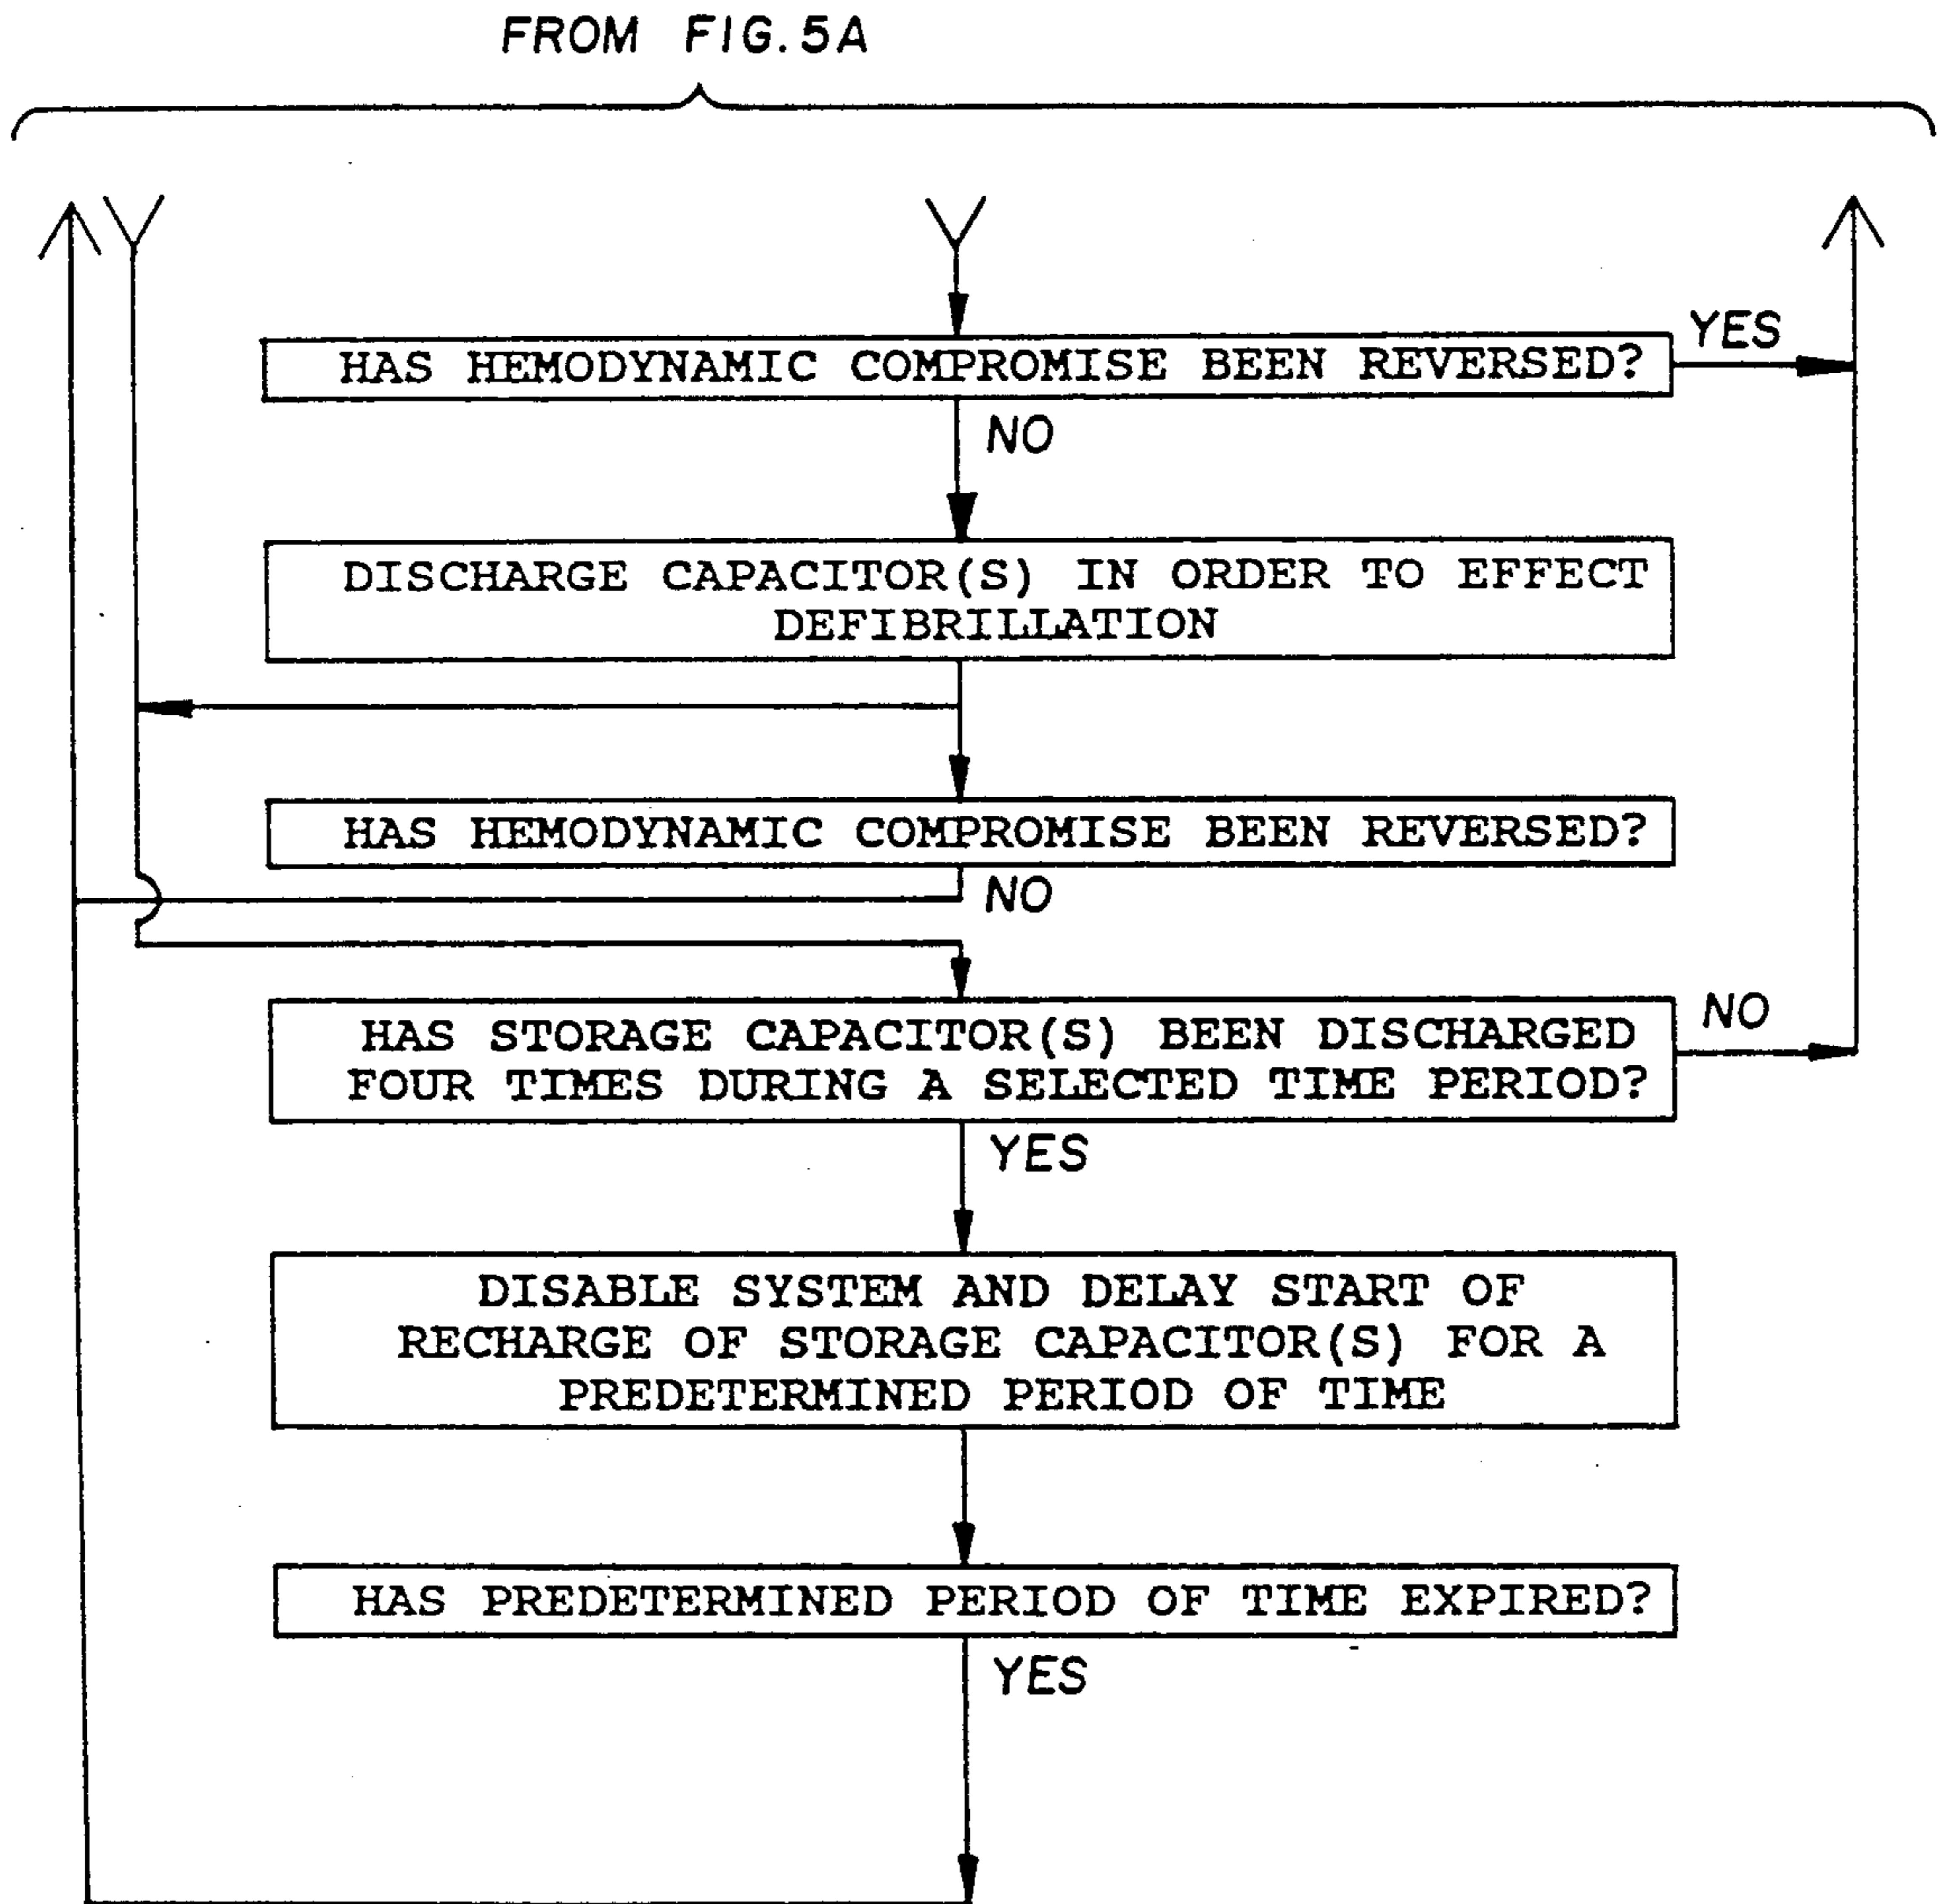 FROM FIG. 5A
YES
HAS HEMODYNAMIC COMPROMISE BEEN REVERSED?
NO
DISCHARGE CAPACITOR(S) IN ORDER TO EFFECT
DEFIBRILLATION
HAS HEMODYNAMIC COMPROMISE BEEN REVERSED?
NO
HAS STORAGE CAPACITOR(S) BEEN DISCHARGED
FOUR TIMES DURING A SELECTED TIME PERIOD?
NO
YES
DISABLE SYSTEM AND DELAY START OF
RECHARGE OF STORAGE CAPACITOR(S) FOR A
PREDETERMINED PERIOD OF TIME
HAS PREDETERMINED PERIOD OF TIME EXPIRED?
YES